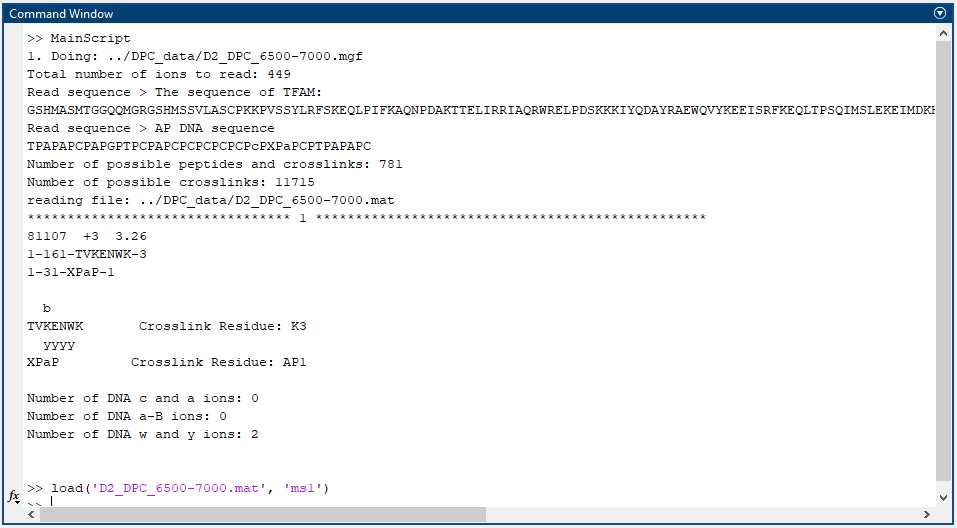 Command Window
>> MainScript
1. Doing: ../DPC_data/D2_DPC_6500-7000.mgf
Total number of ions to read: 449
Read sequence > The sequence of TFAM:
GSHMASMTGGQQMGRGSHMSSVLASCPKKPVSSYLRFSKEQLPIFKAQNPDAKTTELIRRIAQRWRELPDSKKKIYQDAYRAEWQVYKEEISRFKEQLTPSQIMSLEKEIMDKH
Read sequence > AP DNA sequence
TPAPAPCPAPGPTPCPAPCPCPCPCPCPcPXPaPCPTPAPAPC
Number of possible peptides and crosslinks: 781
Number of possible crosslinks: 11715
reading file: ../DPC_data/D2_DPC_6500-7000.mat
********************************* 1 *************************************************
81107  +3  3.26
1-161-TVKENWK-3
1-31-XPaP-1
b
TVKENWK       Crosslink Residue: K3
yyyy
XPaP         Crosslink Residue: AP1
Number of DNA c and a ions: 0
Number of DNA a-B ions: 0
Number of DNA w and y ions: 2
>> load('D2_DPC_6500-7000.mat', 'ms1')
fx >>